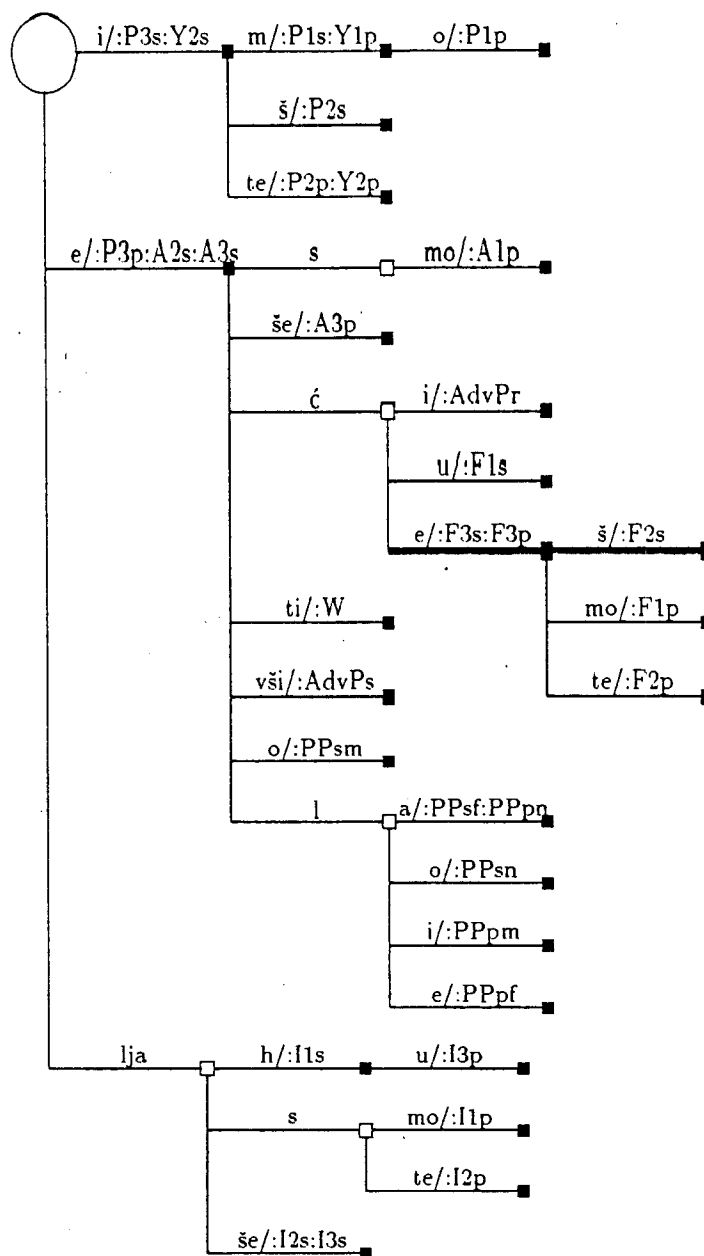 i/:P3s:Y2s m/:P1s:Y1p o/:P1p
š/:P2s
te/:P2p:Y2p
e/:P3p:A2s:A3s s mo/:A1p
še/:A3p
ć i/:AdvPr
u/:F1s
e/:F3s:F3p š/:F2s
ti/:W mo/:F1p
vši/:AdvPs te/:F2p
o/:PPsm
l a/:PPsf:PPpn
o/:PPsn
i/:PPpm
e/:PPpf
lja h/:I1s u/:I3p
s mo/:I1p
te/:I2p
še/:I2s:I3s